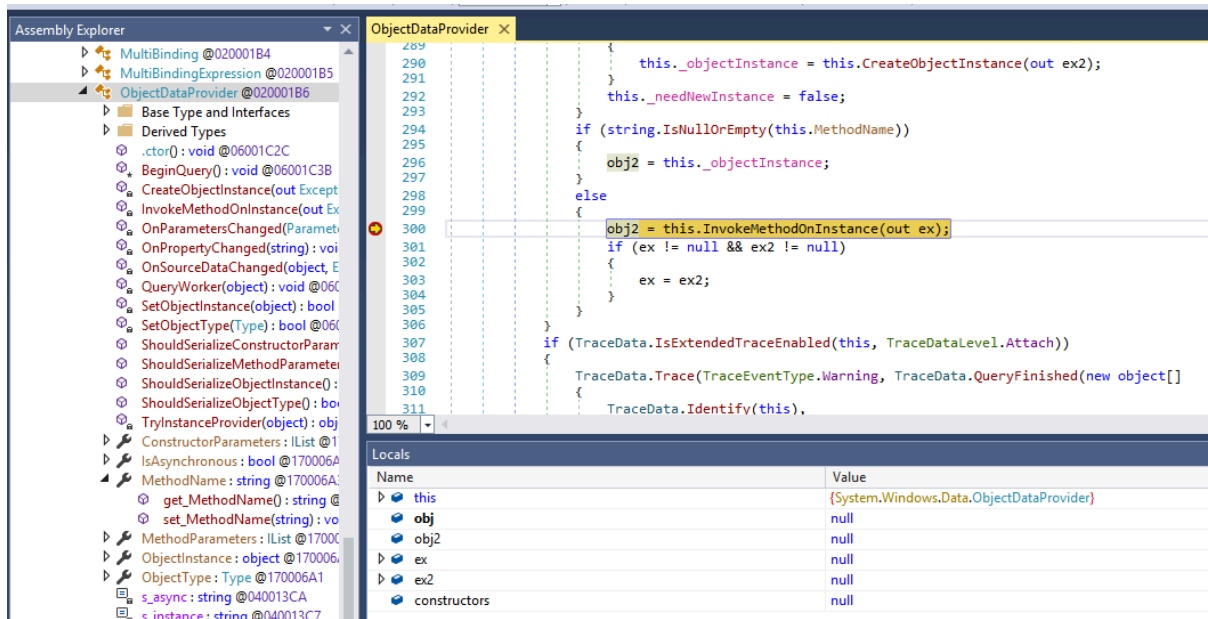 Assembly Explorer
MultiBinding @020001B4
MultiBindingExpression @020001B5
ObjectDataProvider @020001B6
Base Type and Interfaces
Derived Types
.ctor() : void @06001C2C
BeginQuery() : void @06001C3B
CreateObjectInstance(out Except
InvokeMethodOnInstance(out Ex
OnParametersChanged(Paramet
OnPropertyChanged(string) : voi
OnSourceDataChanged(object, E
QueryWorker(object) : void @060
SetObjectInstance(object) : bool
SetObjectType(Type) : bool @060
ShouldSerializeConstructorParam
ShouldSerializeMethodParameter
ShouldSerializeObjectInstance() :
ShouldSerializeObjectType() : boo
TryInstanceProvider(object) : obj
ConstructorParameters : IList @1
IsAsynchronous : bool @170006A
MethodName : string @170006A
get_MethodName() : string @
set_MethodName(string) : vo
MethodParameters : IList @1700
ObjectInstance : object @170006
ObjectType : Type @170006A1
s_async : string @040013CA
s_instance : string @040013C7
ObjectDataProvider
289 {
290 this._objectInstance = this.CreateObjectInstance(out ex2);
291 }
292 this._needNewInstance = false;
293 }
294 if (string.IsNullOrEmpty(this.MethodName))
295 {
296 obj2 = this._objectInstance;
297 }
298 else
299 {
300 obj2 = this.InvokeMethodOnInstance(out ex);
301 if (ex != null && ex2 != null)
302 {
303 ex = ex2;
304 }
305 }
306 }
307 if (TraceData.IsExtendedTraceEnabled(this, TraceDataLevel.Attach))
308 {
309 TraceData.Trace(TraceEventType.Warning, TraceData.QueryFinished(new object[]
310 {
311 TraceData.Identify(this),
100 %
Locals
Name Value
this {System.Windows.Data.ObjectDataProvider}
obj null
obj2 null
ex null
ex2 null
constructors null